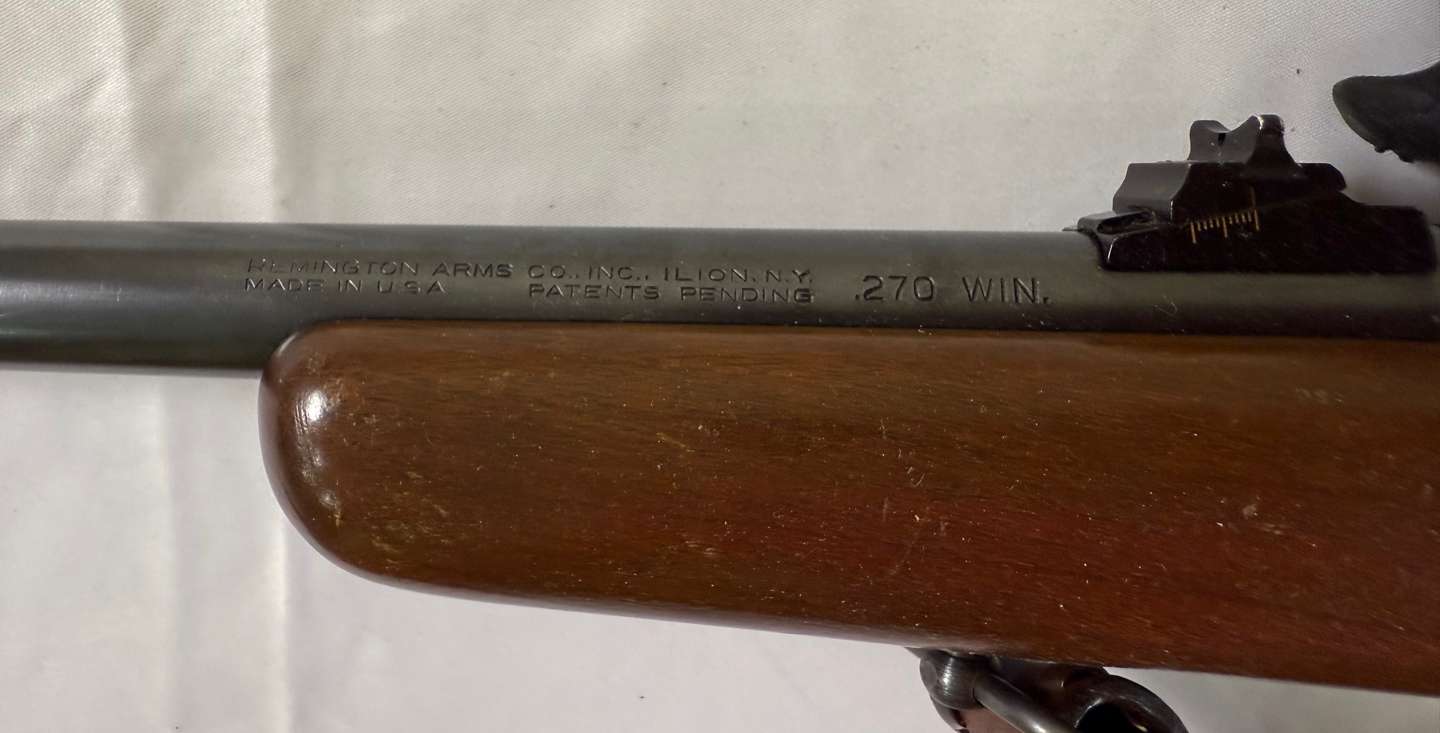 REMINGTON ARMS CO., INC., ILION, N.Y.
MADE IN U.S.A. PATENTS PENDING
.270 WIN.